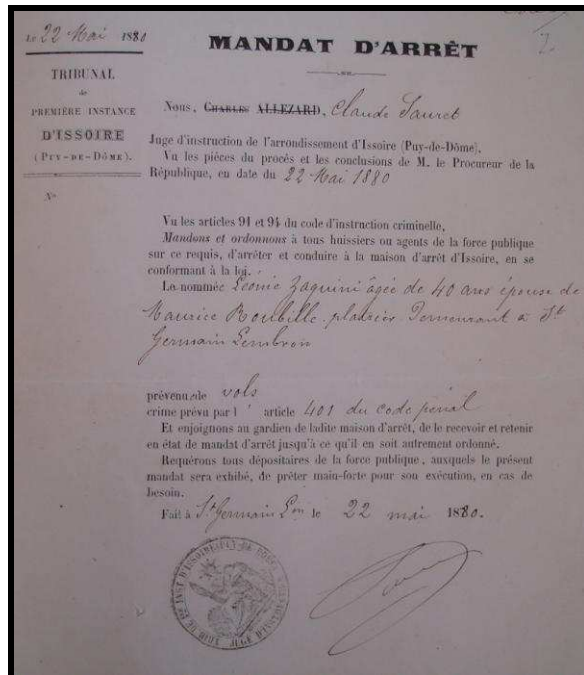 Le 22 Mai 1880
2
MANDAT D'ARRÊT
TRIBUNAL
de
PREMIÈRE INSTANCE
D'ISSOIRE
(PUY-DE-DÔME).
N°
Nous, CHARLES ALLEZARD, Claude Sauret
Juge d'instruction de l'arrondissement d'Issoire (Puy-de-Dôme),
Vu les pièces du procès et les conclusions de M. le Procureur de la
République, en date du 22 Mai 1880
Vu les articles 91 et 94 du code d'instruction criminelle,
Mandons et ordonnons à tous huissiers ou agents de la force publique
sur ce requis, d'arrêter et conduire à la maison d'arrêt d'Issoire, en se
conformant à la loi.
Le nommée Léonie Zaquini âgée de 40 ans épouse de
Maurice Roubille, plâtrier Demeurant à St
Germain Lembron
prévenue de vols
crime prévu par l' article 401 du code pénal
Et enjoignons au gardien de ladite maison d'arrêt, de le recevoir et retenir
en état de mandat d'arrêt jusqu'à ce qu'il en soit autrement ordonné.
Requérons tous dépositaires de la force publique, auxquels le présent
mandat sera exhibé, de prêter main-forte pour son exécution, en cas de
besoin.
Fait à St Germain Lon le 22 mai 1880.
JUGE D'INSTRUCTION